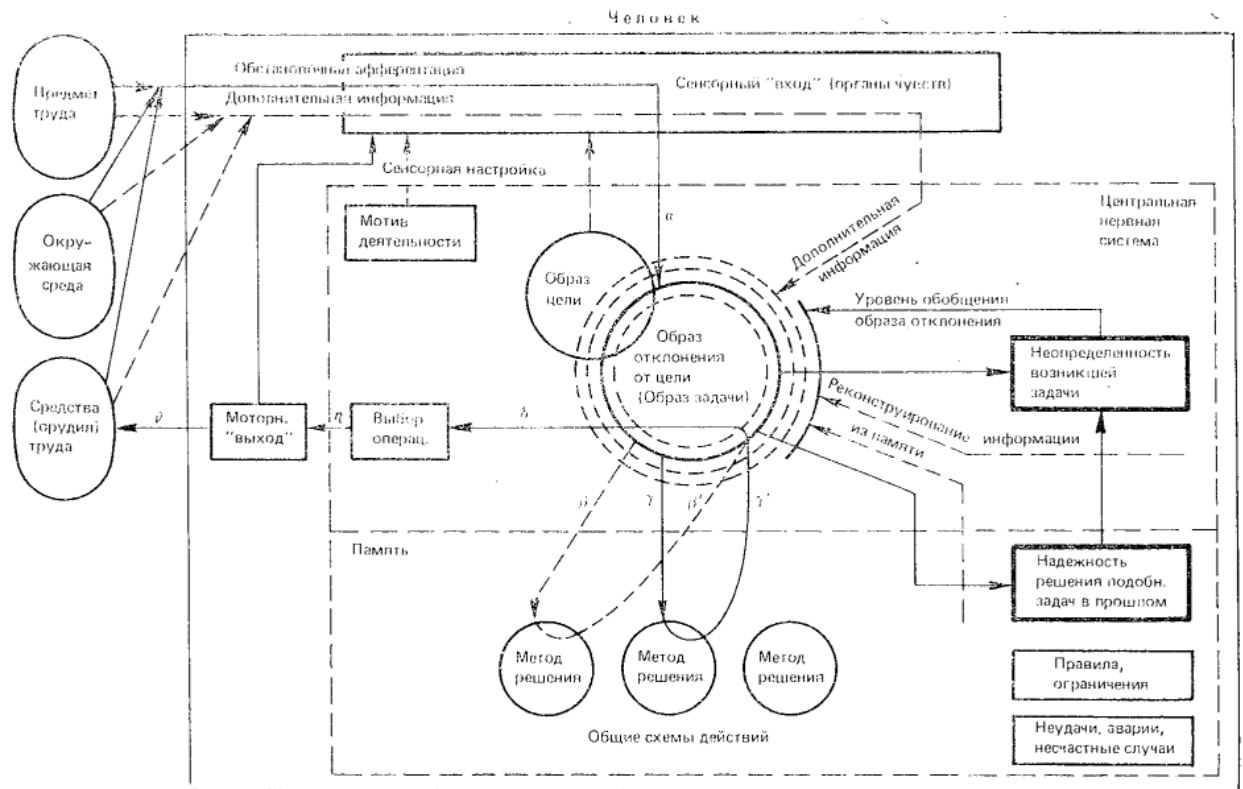 Человек
Предмет
труда
Обстановочная афферентация
Дополнительная информация
Сенсорный "вход" (органы чувств)
Сенсорная настройка
Окру-
жающая
среда
Мотив
деятельности
Центральная
нервная
система
α
Дополнительная
информация
Образ
цели
Уровень обобщения
образа отклонения
Образ
отклонения
от цели
(Образ задачи)
Неопределенность
возникшей
задачи
Реконструирование информации
из памяти
Средства
(орудия)
труда
ν
Моторн.
"выход"
η
Выбор
операц.
δ
γ
β'
γ'
Память
Надежность
решения подобн.
задач в прошлом
Метод
решения
Метод
решения
Метод
решения
Правила,
ограничения
Общие схемы действий
Неудачи, аварии,
несчастные случаи